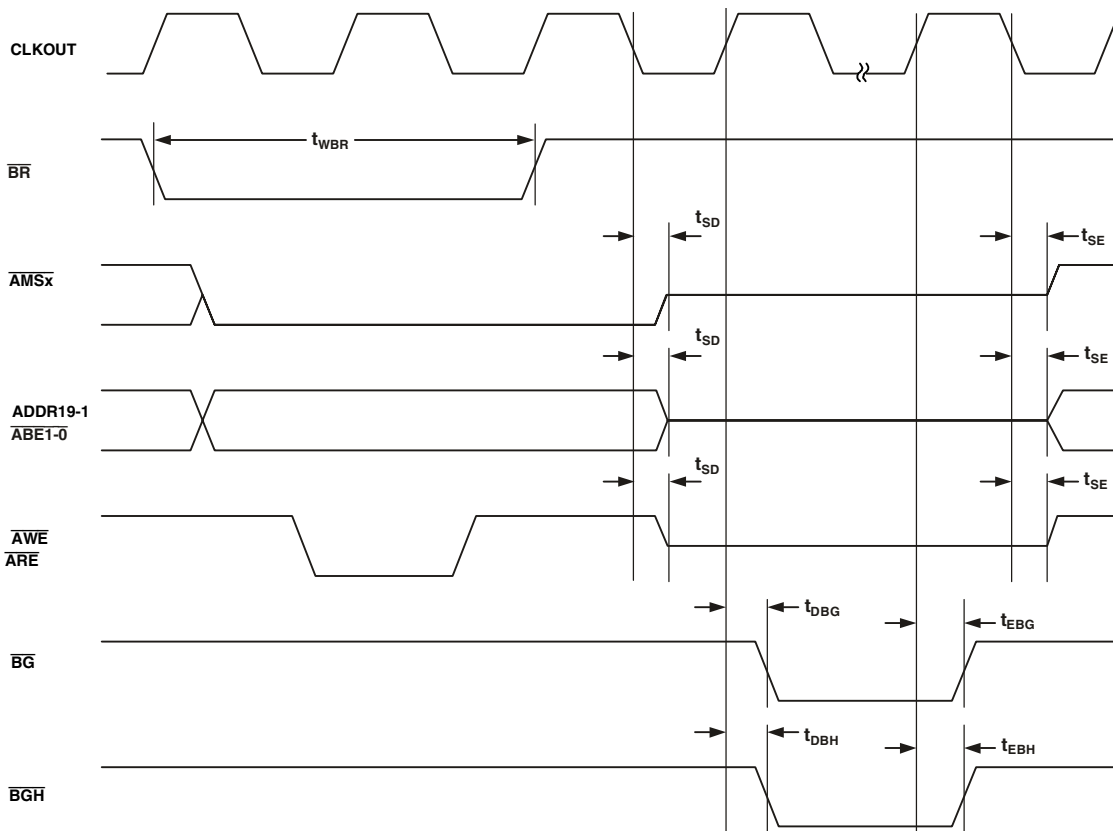 CLKOUT
tWBR
BR
tSD
tSE
AMSx
tSD
tSE
ADDR19-1
ABE1-0
tSD
tSE
AWE
ARE
tDBG
tEBG
BG
tDBH
tEBH
BGH